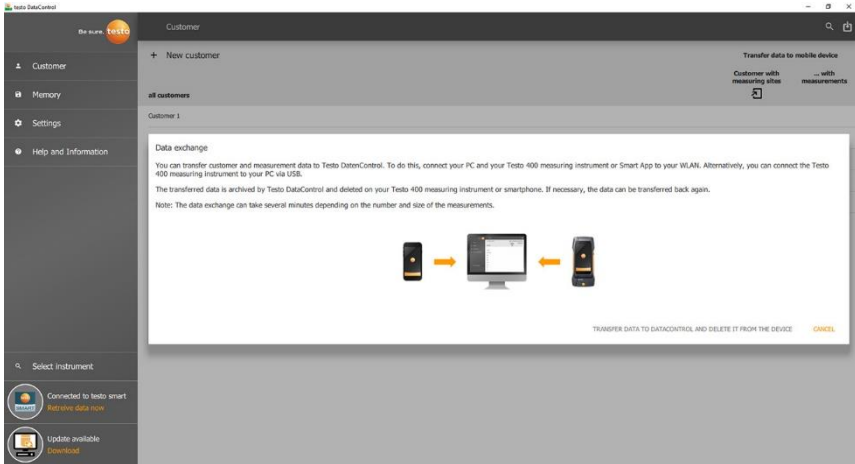 testo DataControl
Be sure. testo
Customer
+ New customer
Transfer data to mobile device
Customer with
measuring sites
... with
measurements
all customers
Customer 1
Customer
Memory
Settings
Help and Information
Data exchange
You can transfer customer and measurement data to Testo DatenControl. To do this, connect your PC and your Testo 400 measuring instrument or Smart App to your WLAN. Alternatively, you can connect the Testo
400 measuring instrument to your PC via USB.
The transferred data is archived by Testo DataControl and deleted on your Testo 400 measuring instrument or smartphone. If necessary, the data can be transferred back again.
Note: The data exchange can take several minutes depending on the number and size of the measurements.
TRANSFER DATA TO DATACONTROL AND DELETE IT FROM THE DEVICE
CANCEL
Select instrument
SMART
Connected to testo smart
Retreive data now
Update available
Download